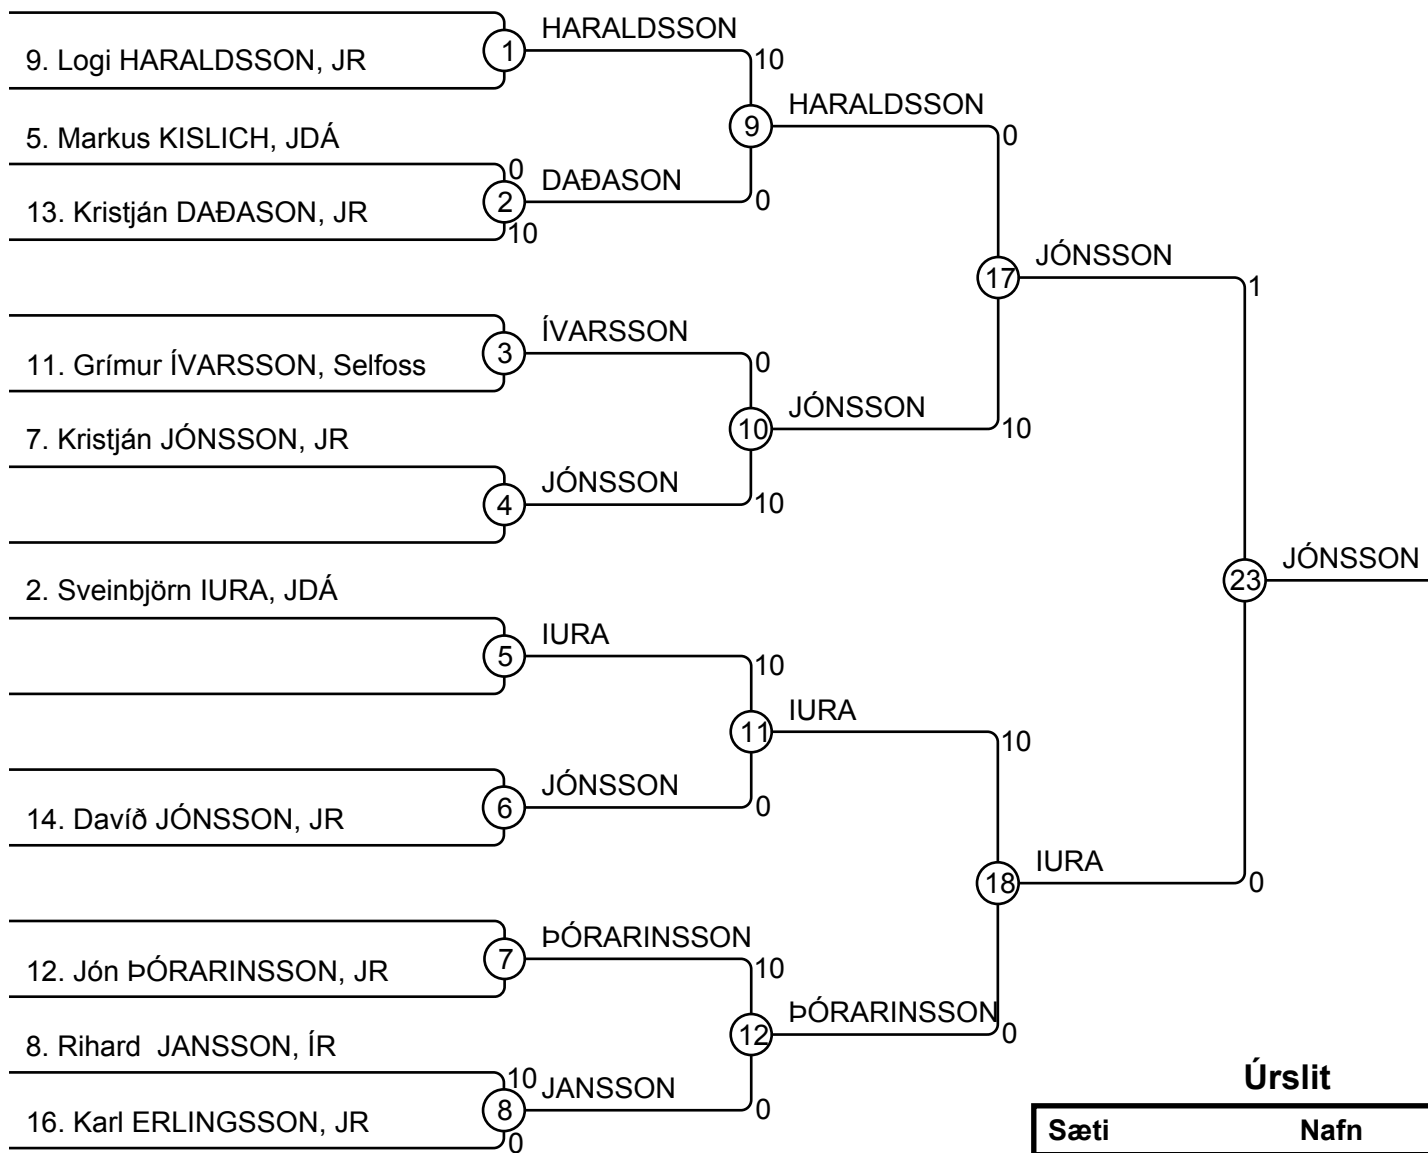 HARALDSSON
9. Logi HARALDSSON, JR
1
10
HARALDSSON
9
0
5. Markus KISLICH, JDÁ
0
DAÐASON
2
0
13. Kristján DAÐASON, JR
10
JÓNSSON
17
1
ÍVARSSON
3
0
11. Grímur ÍVARSSON, Selfoss
JÓNSSON
10
10
7. Kristján JÓNSSON, JR
JÓNSSON
4
10
JÓNSSON
23
2. Sveinbjörn IURA, JDÁ
IURA
5
10
IURA
11
10
JÓNSSON
6
0
14. Davíð JÓNSSON, JR
IURA
18
0
ÞÓRARINSSON
7
10
12. Jón ÞÓRARINSSON, JR
ÞÓRARINSSON
12
0
8. Rihard JANSSON, ÍR
10
JANSSON
8
0
16. Karl ERLINGSSON, JR
0
Úrslit
Sæti Nafn